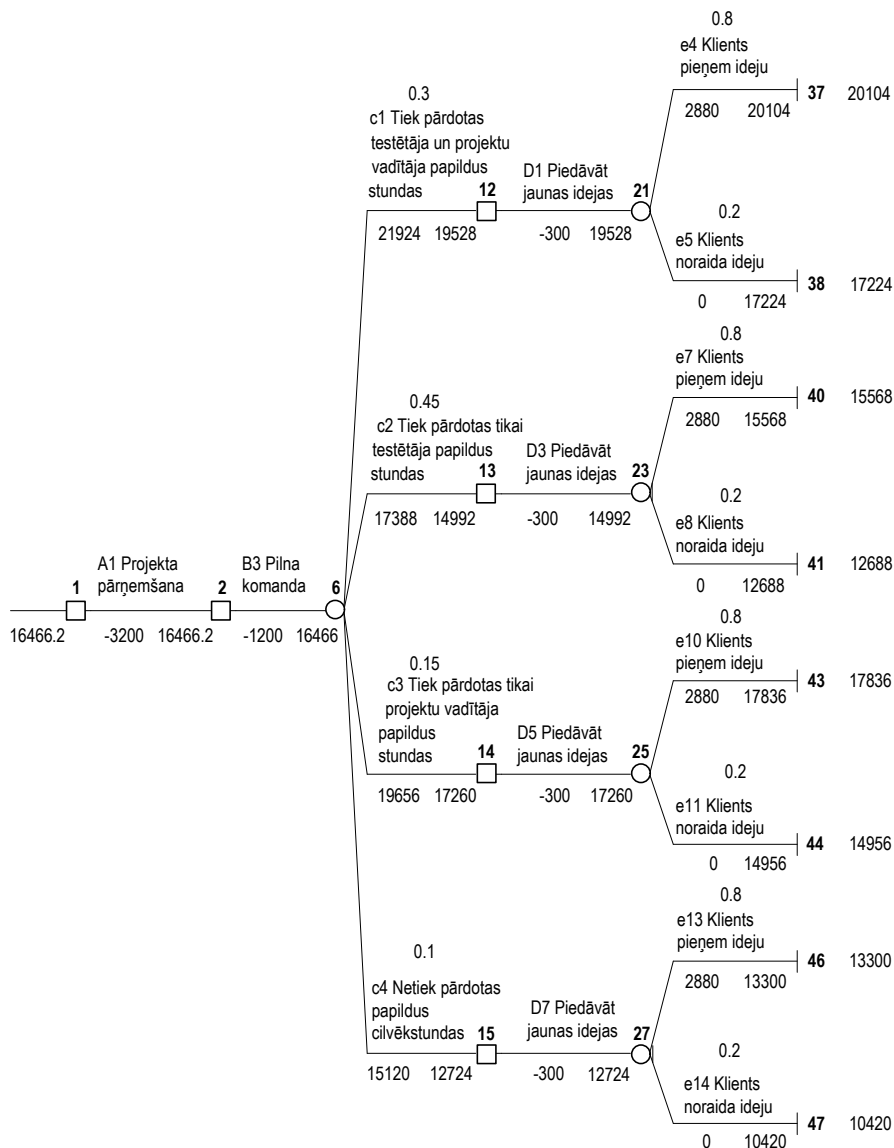 0.8
e4 Klients
pieņem ideju
2880 20104
37 20104
0.3
c1 Tiek pārdotas
testētāja un projektu
vadītāja papildus
stundas
12
21924 19528
D1 Piedāvāt
jaunas idejas
21
-300 19528
0.2
e5 Klients
noraida ideju
0 17224
38 17224
0.8
e7 Klients
pieņem ideju
2880 15568
40 15568
0.45
c2 Tiek pārdotas tikai
testētāja papildus
stundas
13
17388 14992
D3 Piedāvāt
jaunas idejas
23
-300 14992
0.2
e8 Klients
noraida ideju
0 12688
41 12688
1
A1 Projekta
pārņemšana
2
B3 Pilna
komanda
6
16466.2 -3200 16466.2 -1200 16466
0.8
e10 Klients
pieņem ideju
2880 17836
43 17836
0.15
c3 Tiek pārdotas tikai
projektu vadītāja
papildus
stundas
14
19656 17260
D5 Piedāvāt
jaunas idejas
25
-300 17260
0.2
e11 Klients
noraida ideju
0 14956
44 14956
0.8
e13 Klients
pieņem ideju
2880 13300
46 13300
0.1
c4 Netiek pārdotas
papildus
cilvēkstundas
15
15120 12724
D7 Piedāvāt
jaunas idejas
27
-300 12724
0.2
e14 Klients
noraida ideju
0 10420
47 10420